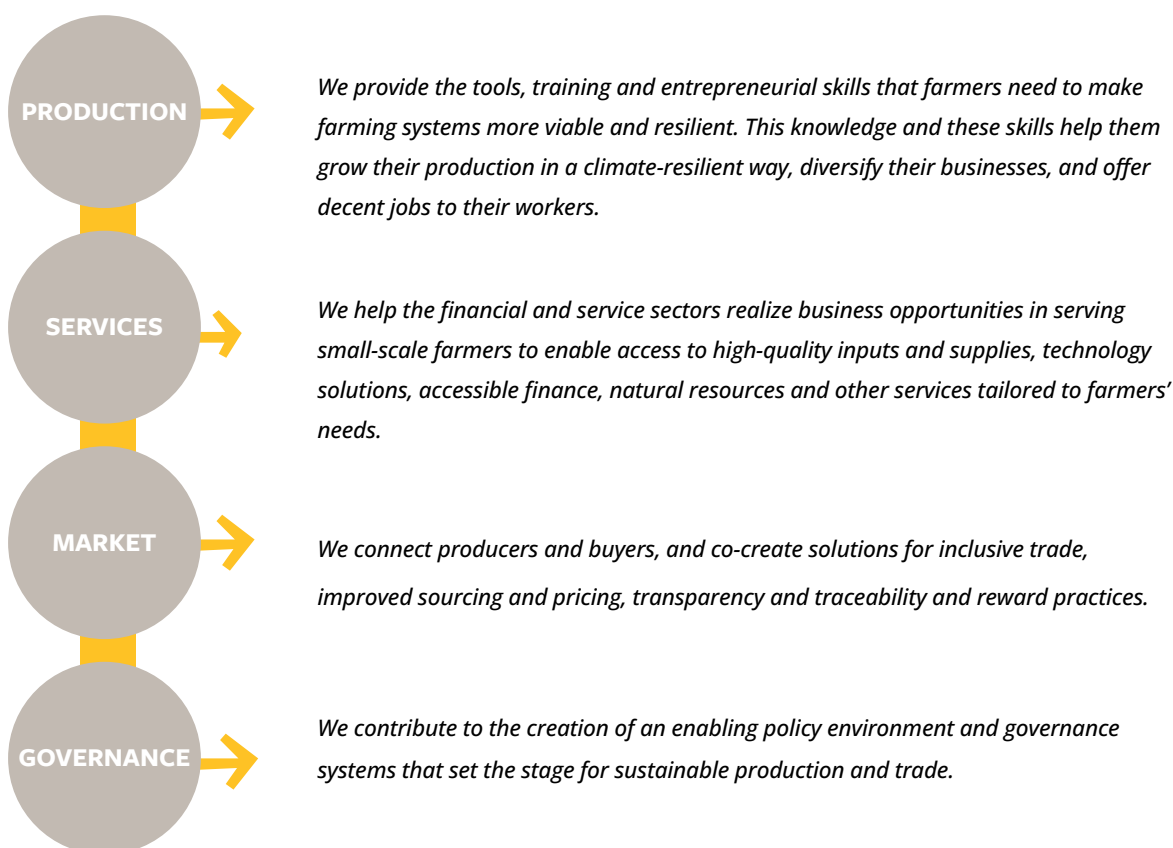 PRODUCTION
We provide the tools, training and entrepreneurial skills that farmers need to make
farming systems more viable and resilient. This knowledge and these skills help them
grow their production in a climate-resilient way, diversify their businesses, and offer
decent jobs to their workers.
SERVICES
We help the financial and service sectors realize business opportunities in serving
small-scale farmers to enable access to high-quality inputs and supplies, technology
solutions, accessible finance, natural resources and other services tailored to farmers’
needs.
MARKET
We connect producers and buyers, and co-create solutions for inclusive trade,
improved sourcing and pricing, transparency and traceability and reward practices.
GOVERNANCE
We contribute to the creation of an enabling policy environment and governance
systems that set the stage for sustainable production and trade.